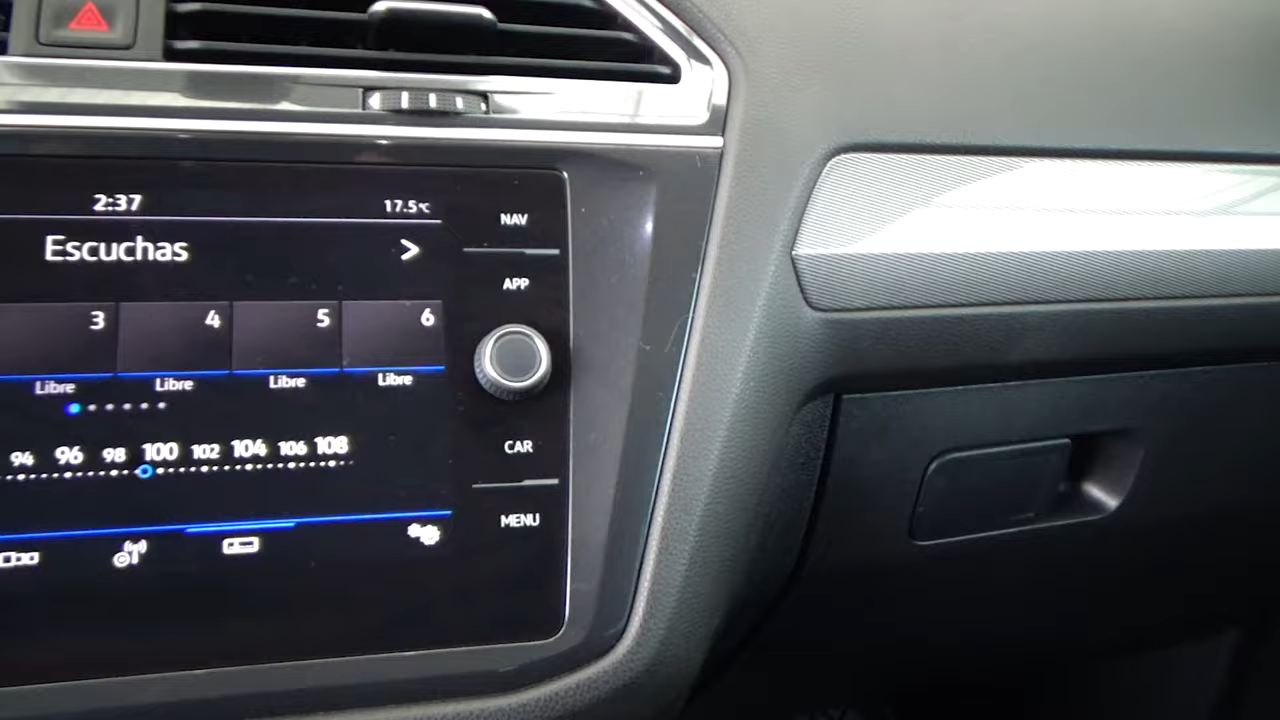 2:37 17.5°C
Escuchas >
3 4 5 6
Libre Libre Libre Libre
94 96 98 100 102 104 106 108
NAV
APP
CAR
MENU